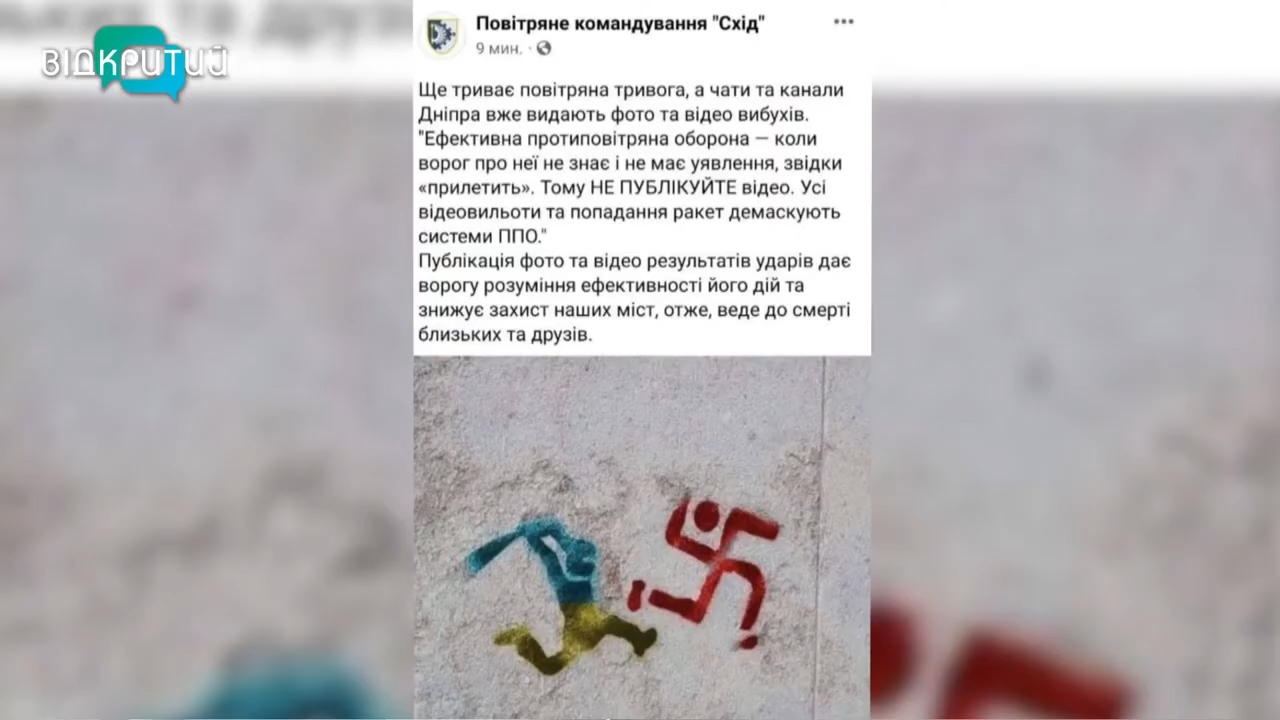 ВІДКРИТИЙ
Повітряне командування "Схід"
9 мин.
Ще триває повітряна тривога, а чати та канали
Дніпра вже видають фото та відео вибухів.
"Ефективна протиповітряна оборона — коли
ворог про неї не знає і не має уявлення, звідки
«прилетить». Тому НЕ ПУБЛІКУЙТЕ відео. Усі
відеовильоти та попадання ракет демаскують
системи ППО."
Публікація фото та відео результатів ударів дає
ворогу розуміння ефективності його дій та
знижує захист наших міст, отже, веде до смерті
близьких та друзів.